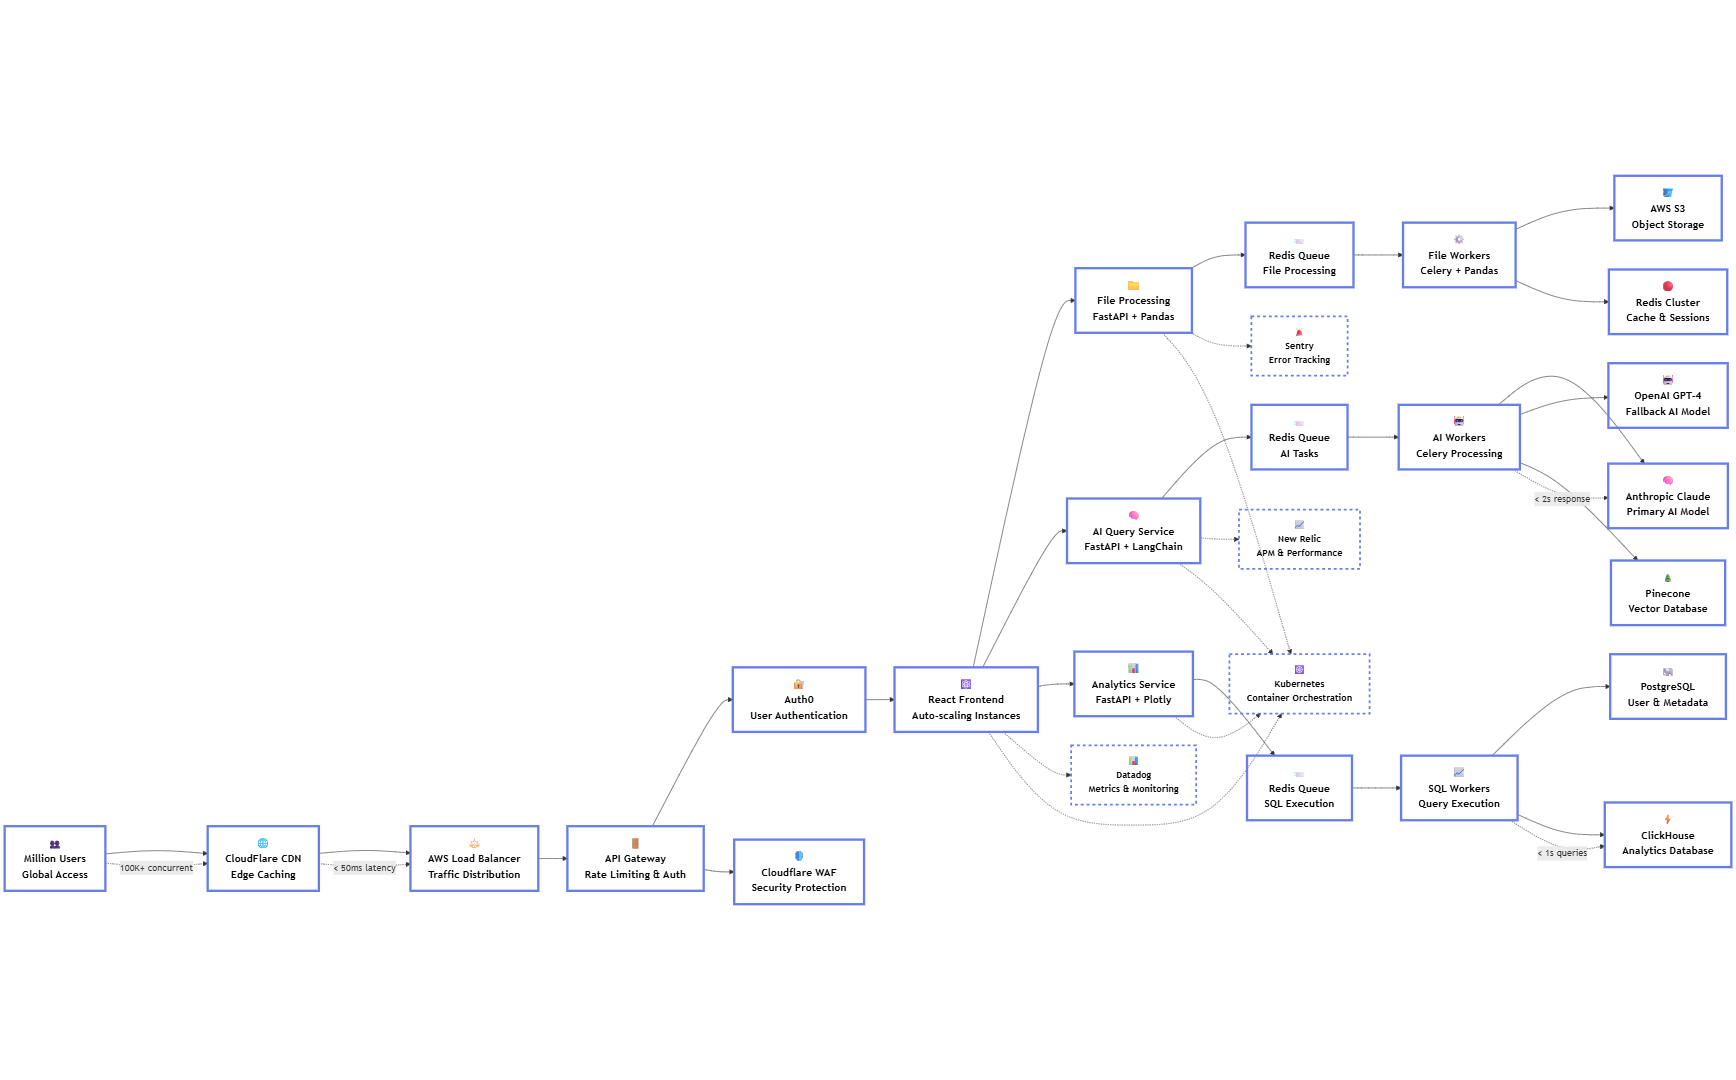 Million Users
Global Access
100K+ concurrent
CloudFlare CDN
Edge Caching
< 50ms latency
AWS Load Balancer
Traffic Distribution
API Gateway
Rate Limiting & Auth
Auth0
User Authentication
Cloudflare WAF
Security Protection
React Frontend
Auto-scaling Instances
File Processing
FastAPI + Pandas
AI Query Service
FastAPI + LangChain
Analytics Service
FastAPI + Plotly
Datadog
Metrics & Monitoring
Redis Queue
File Processing
Sentry
Error Tracking
Redis Queue
AI Tasks
New Relic
APM & Performance
Kubernetes
Container Orchestration
Redis Queue
SQL Execution
File Workers
Celery + Pandas
AI Workers
Celery Processing
SQL Workers
Query Execution
< 2s response
< 1s queries
AWS S3
Object Storage
Redis Cluster
Cache & Sessions
OpenAI GPT-4
Fallback AI Model
Anthropic Claude
Primary AI Model
Pinecone
Vector Database
PostgreSQL
User & Metadata
ClickHouse
Analytics Database